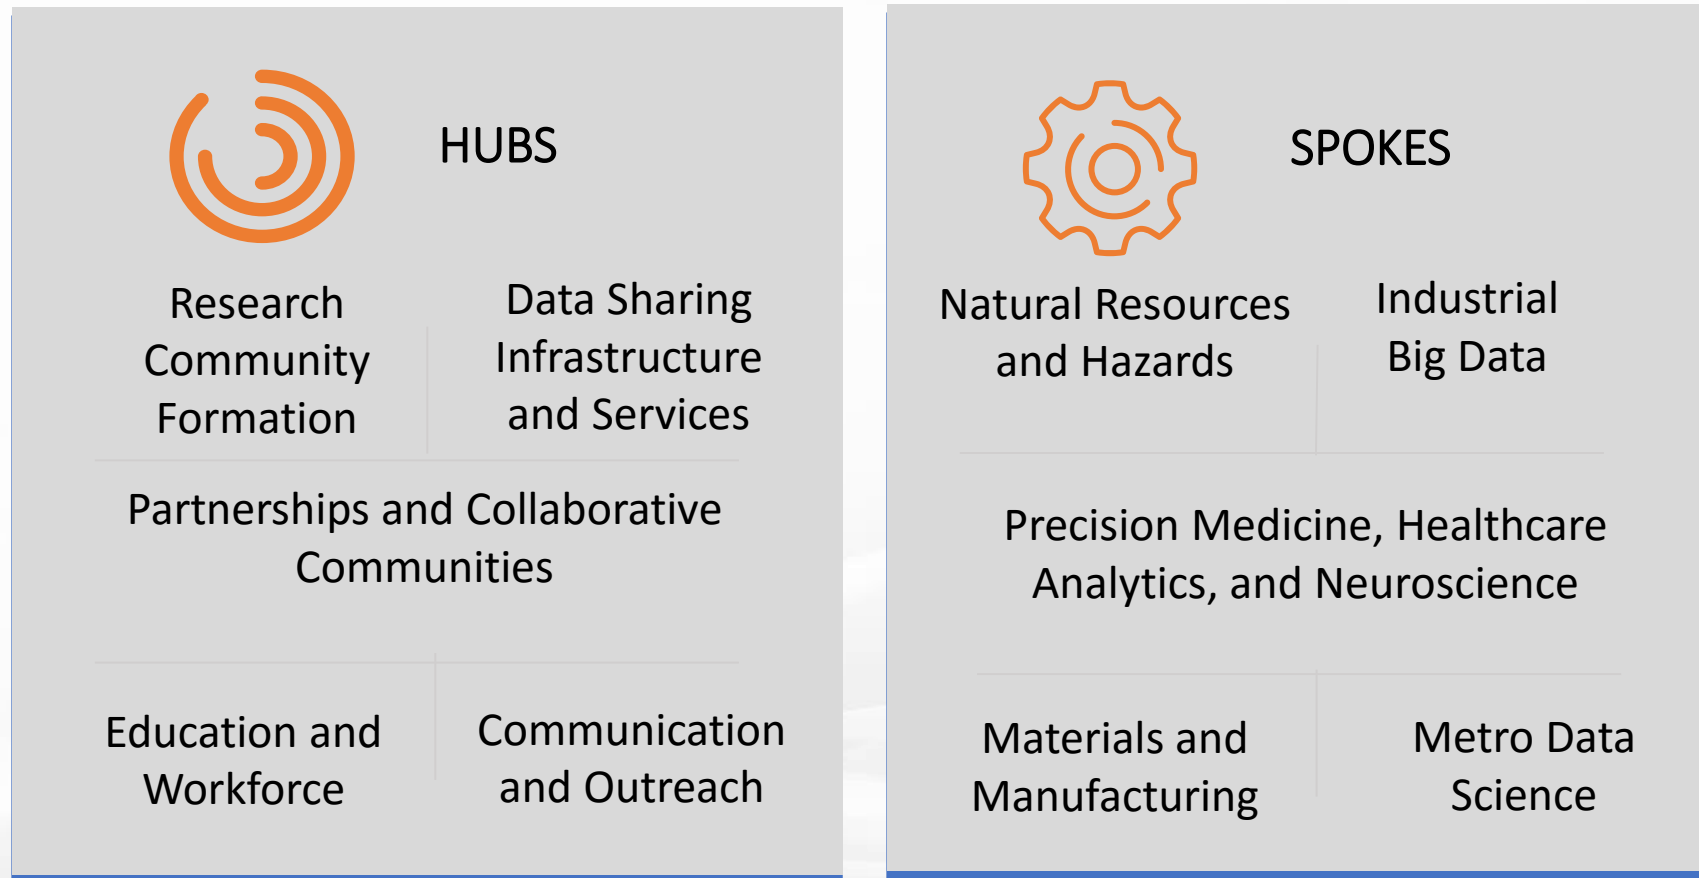 HUBS
Research
Community
Formation
Data Sharing
Infrastructure
and Services
Partnerships and Collaborative
Communities
Education and
Workforce
Communication
and Outreach
SPOKES
Natural Resources
and Hazards
Industrial
Big Data
Precision Medicine, Healthcare
Analytics, and Neuroscience
Materials and
Manufacturing
Metro Data
Science